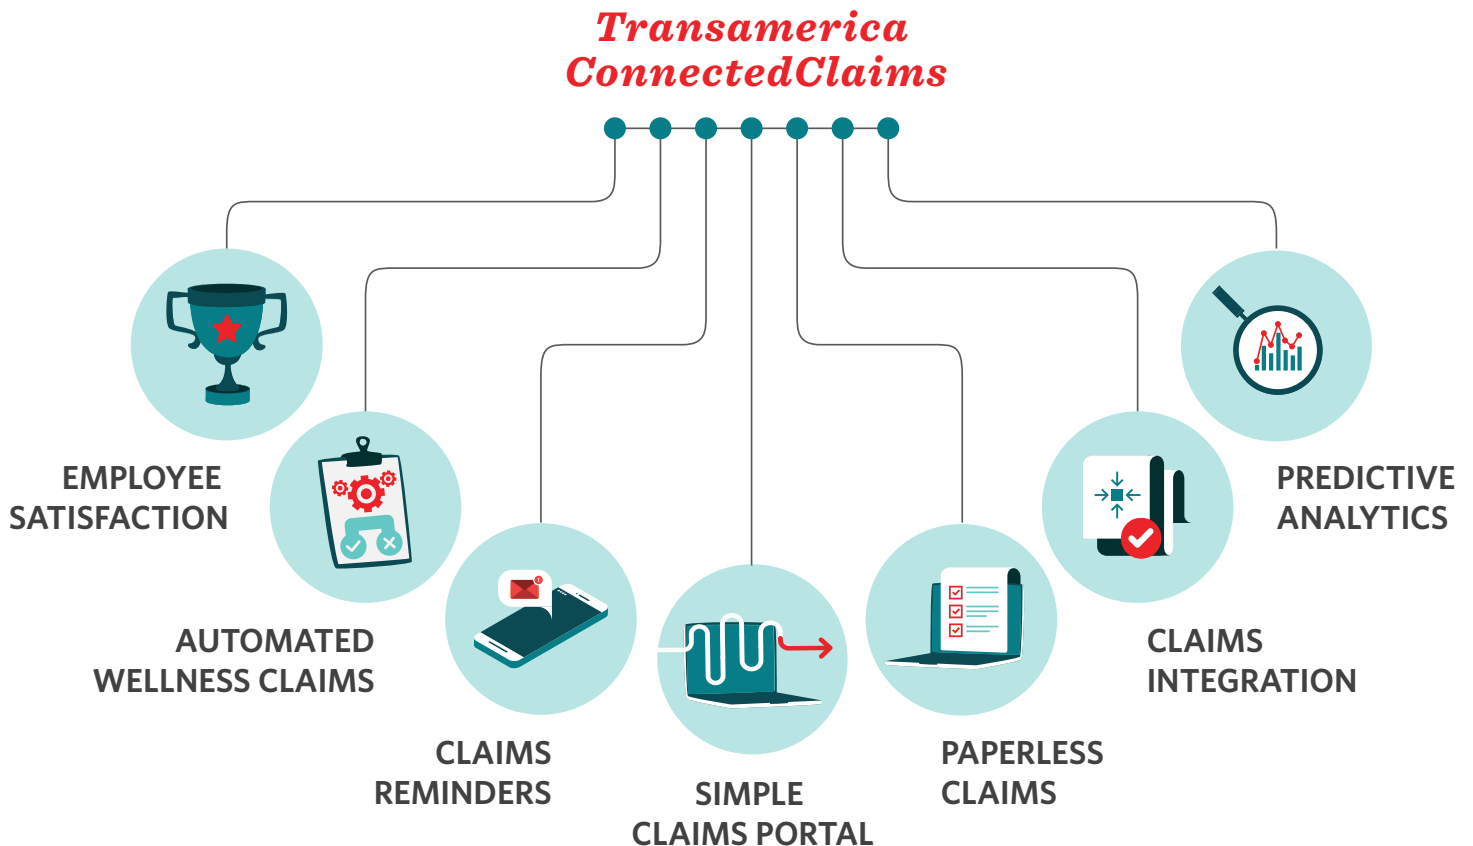 Transamerica
ConnectedClaims
EMPLOYEE
SATISFACTION
AUTOMATED
WELLNESS CLAIMS
CLAIMS
REMINDERS
SIMPLE
CLAIMS PORTAL
PAPERLESS
CLAIMS
CLAIMS
INTEGRATION
PREDICTIVE
ANALYTICS